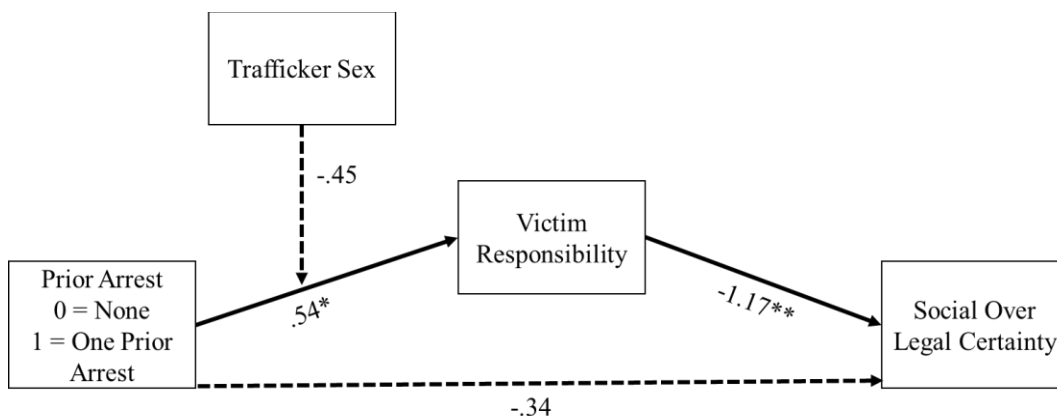 Trafficker Sex
-.45
Victim
Responsibility
Prior Arrest
0 = None
1 = One Prior
Arrest
.54*
-1.17**
Social Over
Legal Certainty
-.34